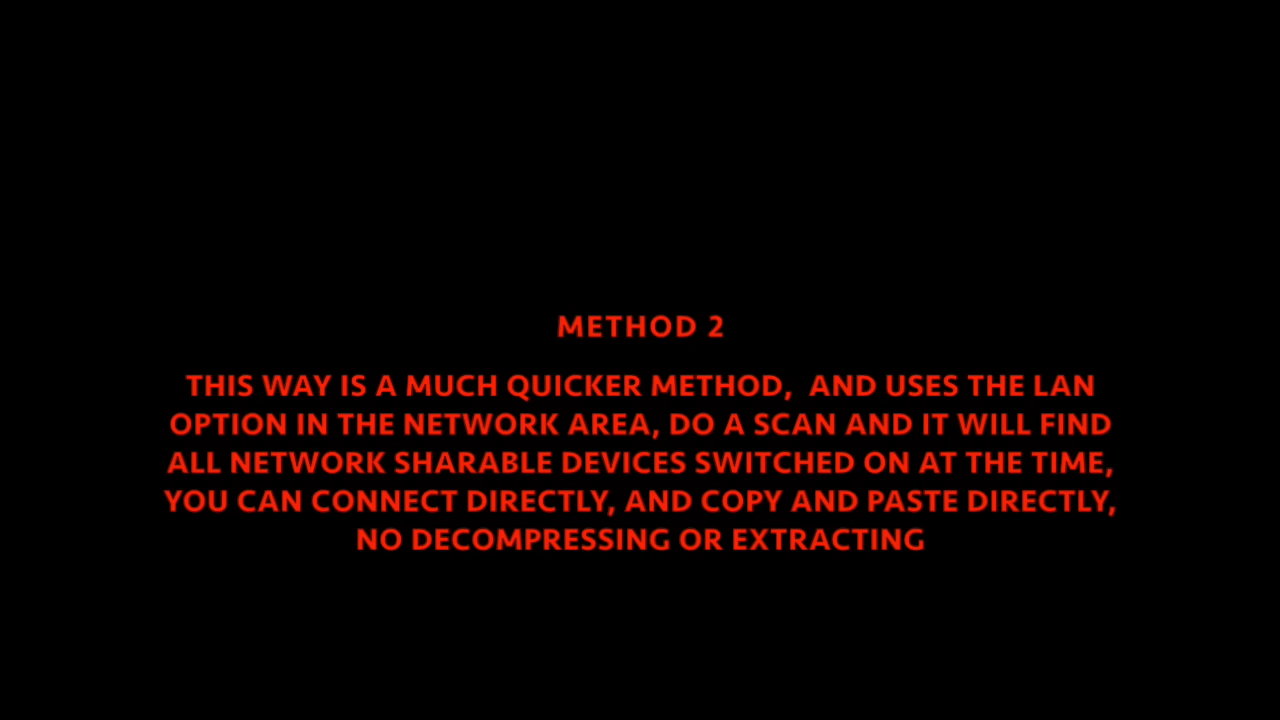 METHOD 2
THIS WAY IS A MUCH QUICKER METHOD,  AND USES THE LAN
OPTION IN THE NETWORK AREA, DO A SCAN AND IT WILL FIND
ALL NETWORK SHARABLE DEVICES SWITCHED ON AT THE TIME,
YOU CAN CONNECT DIRECTLY, AND COPY AND PASTE DIRECTLY,
NO DECOMPRESSING OR EXTRACTING